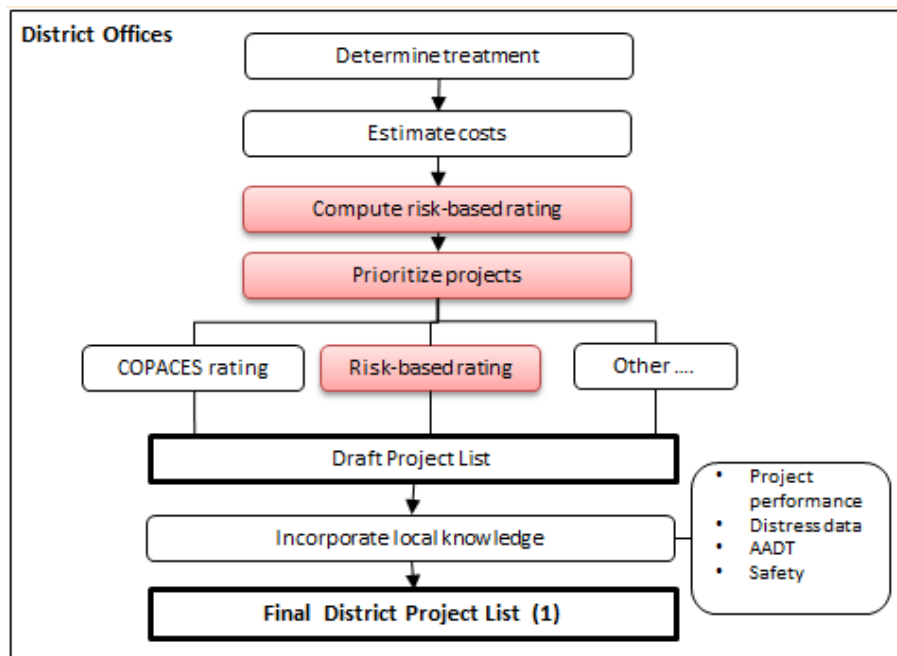 District Offices
Determine treatment
Estimate costs
Compute risk-based rating
Prioritize projects
COPACES rating
Risk-based rating
Other ....
Draft Project List
Incorporate local knowledge
• Project
performance
• Distress data
• AADT
• Safety
Final District Project List (1)